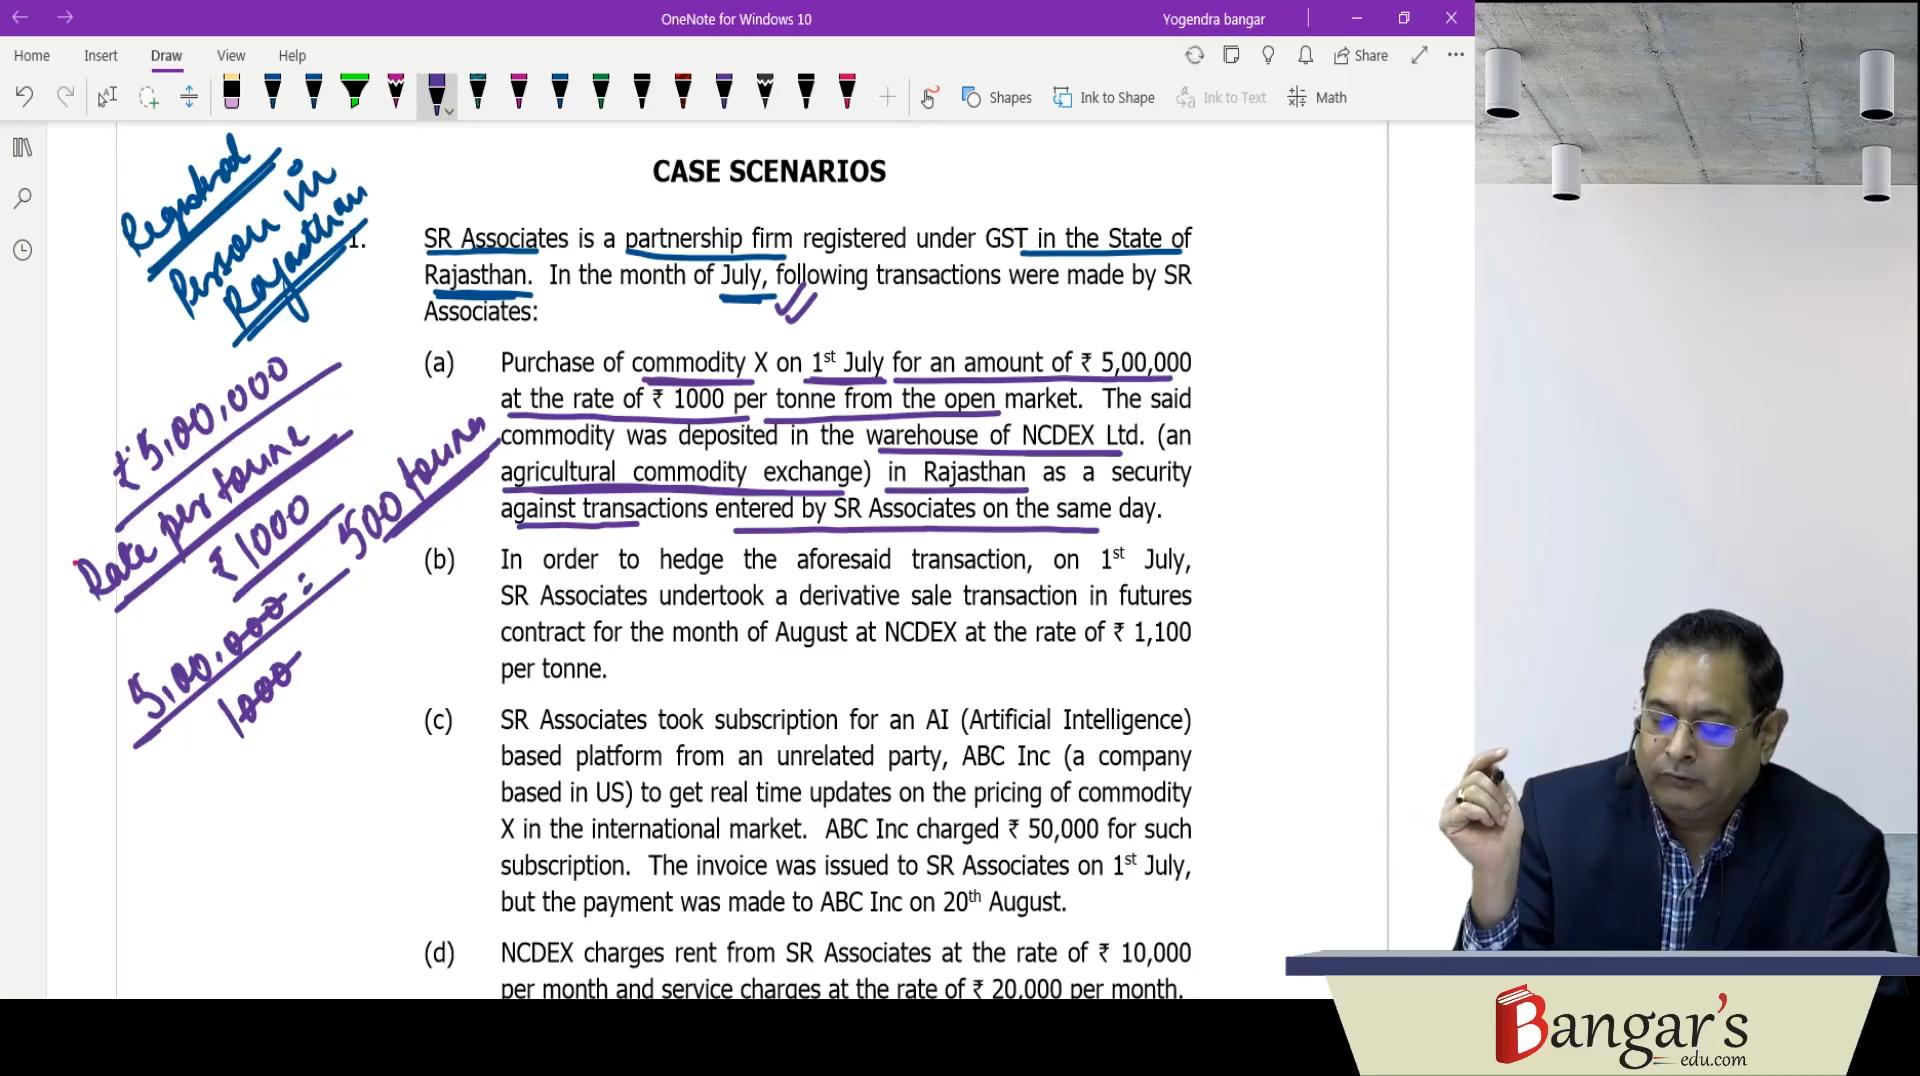 OneNote for Windows 10
Yogendra bangar
Home Insert Draw View Help
Share
Shapes Ink to Shape Ink to Text Math
CASE SCENARIOS
Registered
Person in
Rajasthan
1. SR Associates is a partnership firm registered under GST in the State of
Rajasthan. In the month of July, following transactions were made by SR
Associates:
(a) Purchase of commodity X on 1st July for an amount of ₹ 5,00,000
at the rate of ₹ 1000 per tonne from the open market. The said
commodity was deposited in the warehouse of NCDEX Ltd. (an
agricultural commodity exchange) in Rajasthan as a security
against transactions entered by SR Associates on the same day.
₹5,00,000
Rate per tonne
₹1000
5,00,000 = 500 tonnes
1000
(b) In order to hedge the aforesaid transaction, on 1st July,
SR Associates undertook a derivative sale transaction in futures
contract for the month of August at NCDEX at the rate of ₹ 1,100
per tonne.
(c) SR Associates took subscription for an AI (Artificial Intelligence)
based platform from an unrelated party, ABC Inc (a company
based in US) to get real time updates on the pricing of commodity
X in the international market. ABC Inc charged ₹ 50,000 for such
subscription. The invoice was issued to SR Associates on 1st July,
but the payment was made to ABC Inc on 20th August.
(d) NCDEX charges rent from SR Associates at the rate of ₹ 10,000
per month and service charges at the rate of ₹ 20,000 per month.
Bangar's
edu.com